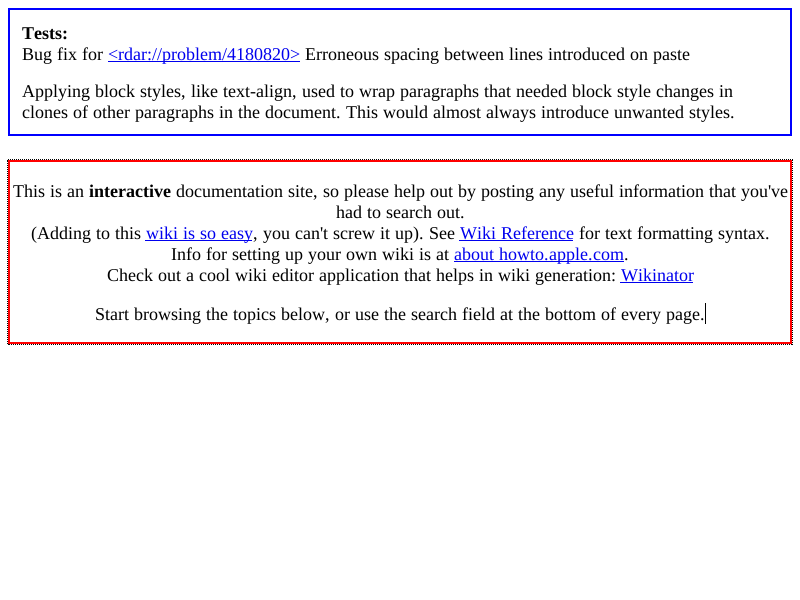 Tests:
Bug fix for <rdar://problem/4180820> Erroneous spacing between lines introduced on paste
Applying block styles, like text-align, used to wrap paragraphs that needed block style changes in
clones of other paragraphs in the document. This would almost always introduce unwanted styles.
This is an interactive documentation site, so please help out by posting any useful information that you've
had to search out.
(Adding to this wiki is so easy, you can't screw it up). See Wiki Reference for text formatting syntax.
Info for setting up your own wiki is at about howto.apple.com.
Check out a cool wiki editor application that helps in wiki generation: Wikinator
Start browsing the topics below, or use the search field at the bottom of every page.